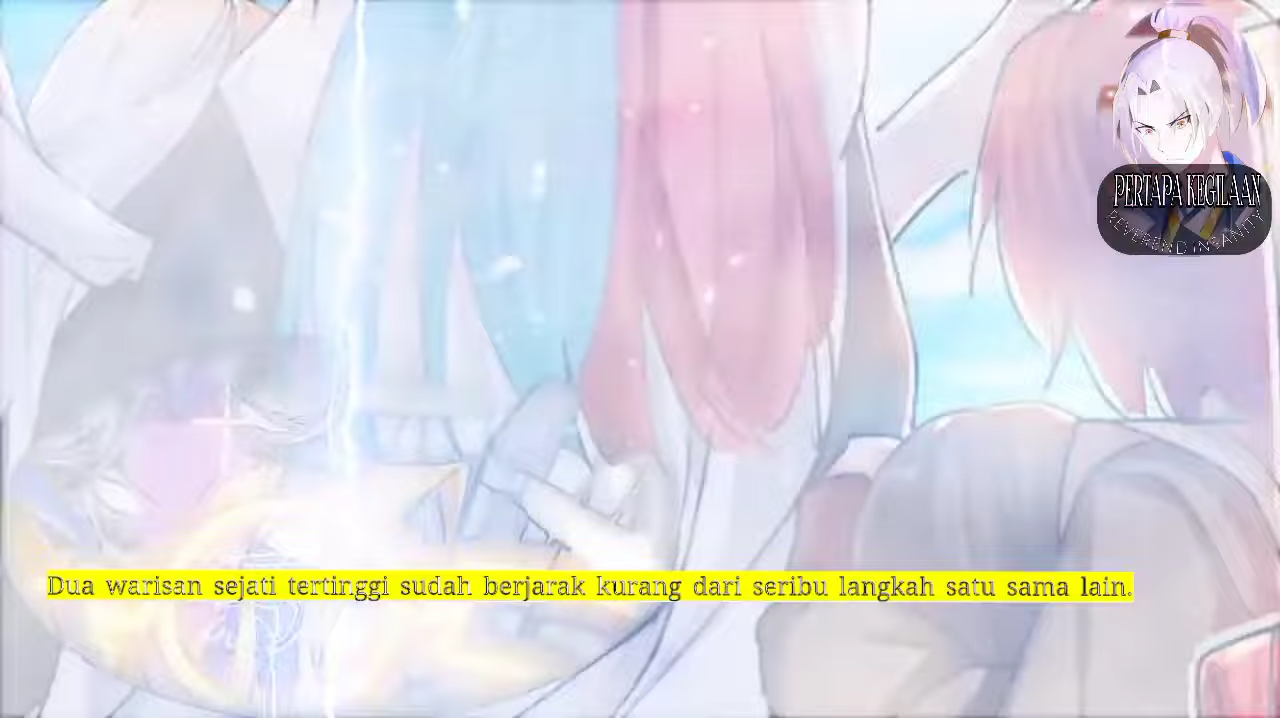 PERTAPA KEGILAAN
REVEREND INSANITY
Dua warisan sejati tertinggi sudah berjarak kurang dari seribu langkah satu sama lain.